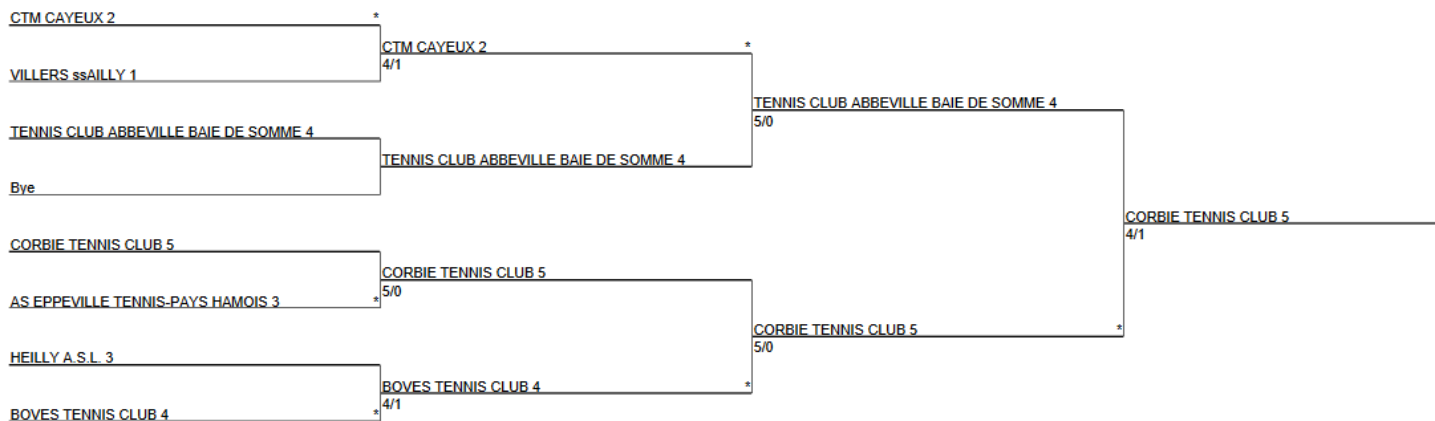 CTM CAYEUX 2 *
CTM CAYEUX 2 *
4/1
VILLERS ssAILLY 1
TENNIS CLUB ABBEVILLE BAIE DE SOMME 4
5/0
TENNIS CLUB ABBEVILLE BAIE DE SOMME 4
TENNIS CLUB ABBEVILLE BAIE DE SOMME 4
Bye
CORBIE TENNIS CLUB 5
4/1
CORBIE TENNIS CLUB 5
CORBIE TENNIS CLUB 5
5/0
AS EPPEVILLE TENNIS-PAYS HAMOIS 3 *
CORBIE TENNIS CLUB 5 *
5/0
HEILLY A.S.L. 3
BOVES TENNIS CLUB 4 *
4/1
BOVES TENNIS CLUB 4 *